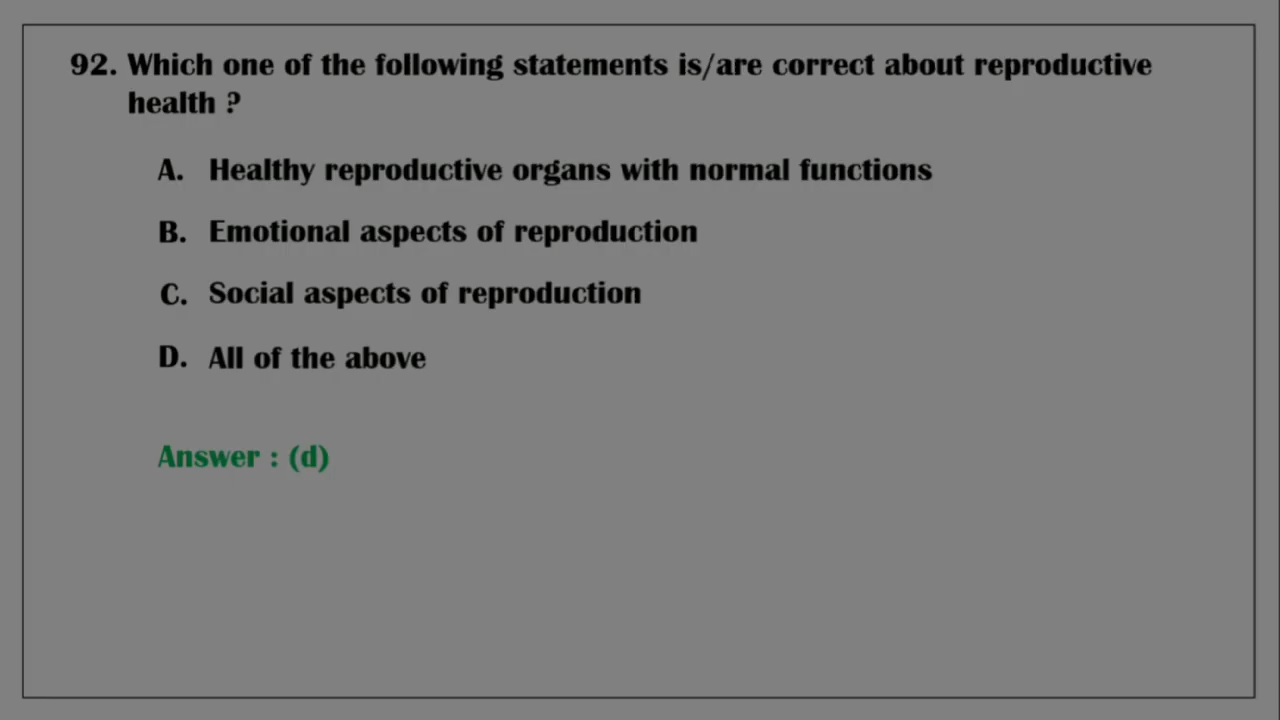 92. Which one of the following statements is/are correct about reproductive
health ?
A. Healthy reproductive organs with normal functions
B. Emotional aspects of reproduction
C. Social aspects of reproduction
D. All of the above
Answer : (d)